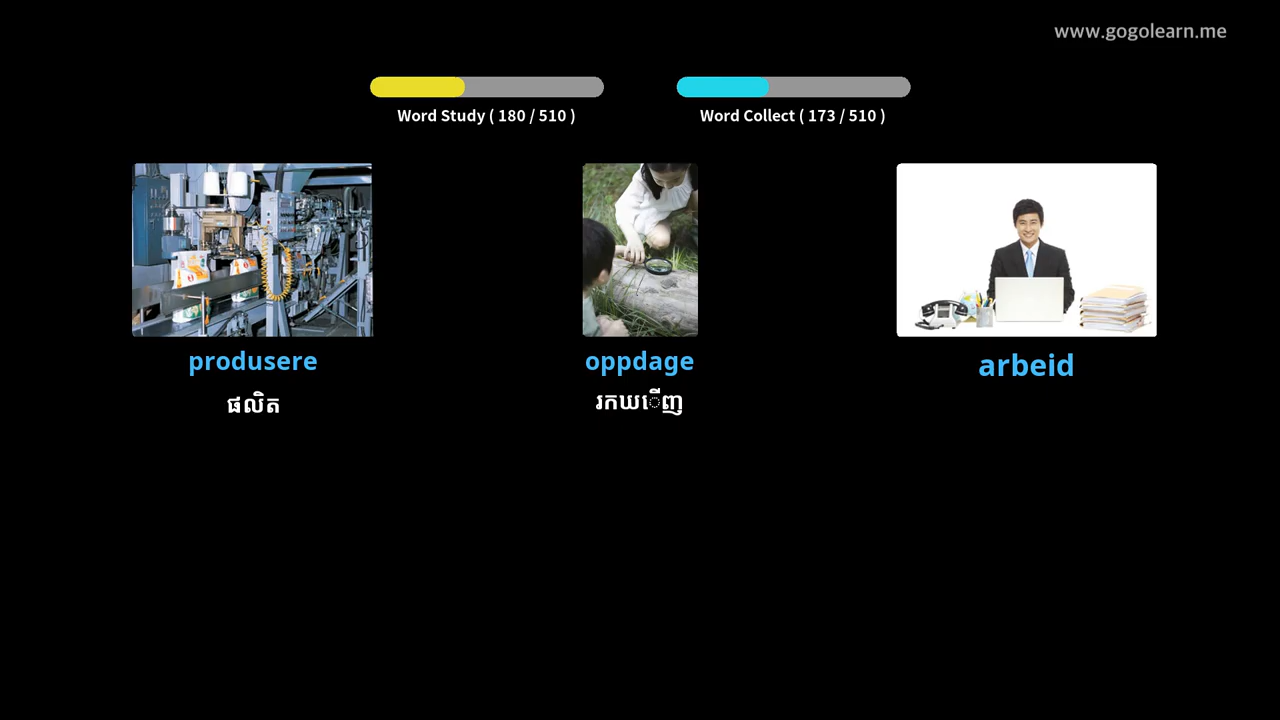 www.gogolearn.me
Word Study ( 180 / 510 )
Word Collect ( 173 / 510 )
produsere
oppdage
arbeid
ផលិត
រកឃើញ